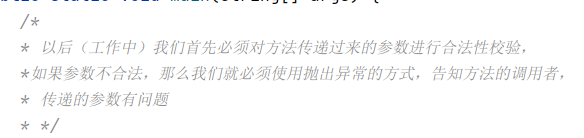 /*
* 以后（工作中）我们首先必须对方法传递过来的参数进行合法性校验，
*如果参数不合法，那么我们就必须使用抛出异常的方式，告知方法的调用者，
* 传递的参数有问题
* */